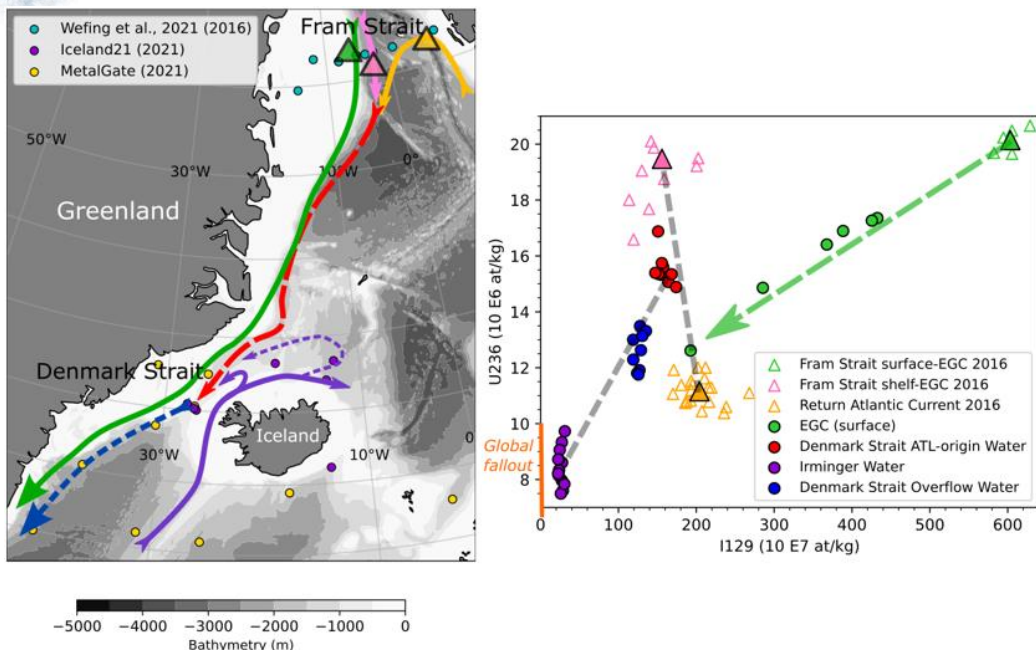 Fram Strait
Wefing et al., 2021 (2016)
Iceland21 (2021)
MetalGate (2021)
50°W
30°W
10°W
0°
Greenland
Denmark Strait
Iceland
30°W
10°W
0
−5000 −4000 −3000 −2000 −1000 0
Bathymetry (m)
U236 (10 E6 at/kg)
20
18
16
14
12
10
8
Global
fallout
Fram Strait surface-EGC 2016
Fram Strait shelf-EGC 2016
Return Atlantic Current 2016
EGC (surface)
Denmark Strait ATL-origin Water
Irminger Water
Denmark Strait Overflow Water
0 100 200 300 400 500 600
I129 (10 E7 at/kg)